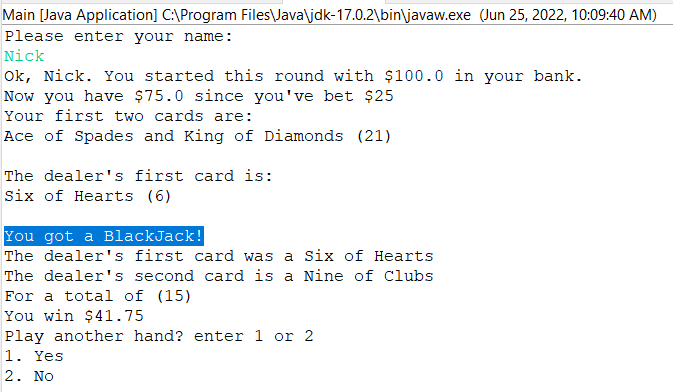 Main [Java Application] C:\Program Files\Java\jdk-17.0.2\bin\javaw.exe (Jun 25, 2022, 10:09:40 AM)
Please enter your name:
Nick
Ok, Nick. You started this round with $100.0 in your bank.
Now you have $75.0 since you've bet $25
Your first two cards are:
Ace of Spades and King of Diamonds (21)
The dealer's first card is:
Six of Hearts (6)
You got a BlackJack!
The dealer's first card was a Six of Hearts
The dealer's second card is a Nine of Clubs
For a total of (15)
You win $41.75
Play another hand? enter 1 or 2
1. Yes
2. No